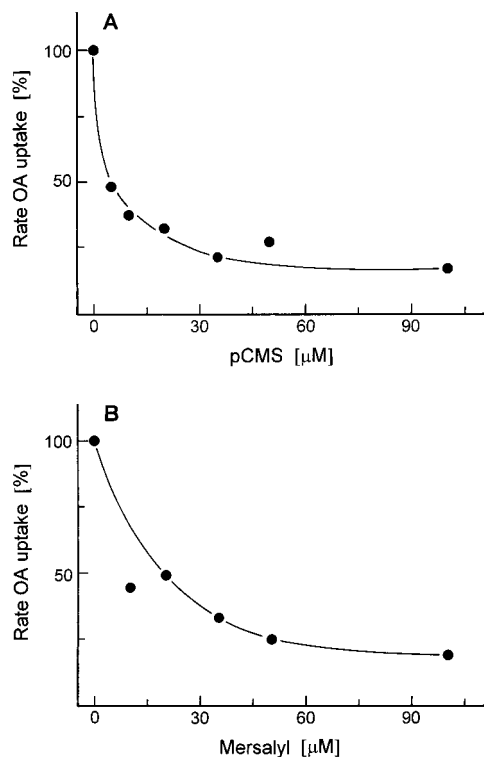 A
100
50
Rate OA uptake [%]
0 30 60 90
pCMS [µM]
B
100
50
Rate OA uptake [%]
0 30 60 90
Mersalyl [µM]